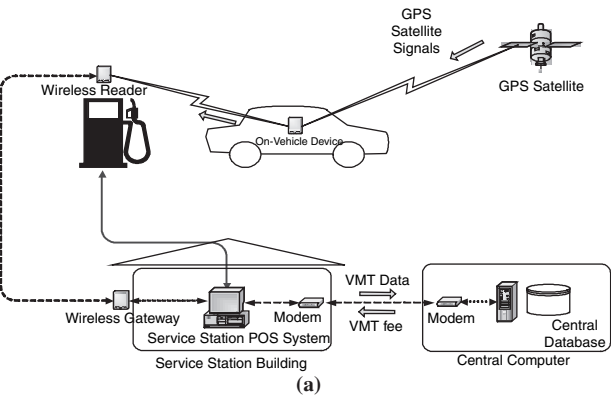 GPS
Satellite
Signals
GPS Satellite
Wireless Reader
On-Vehicle Device
VMT Data
VMT fee
Wireless Gateway
Service Station POS System
Modem
Modem
Central
Database
Service Station Building
Central Computer
(a)